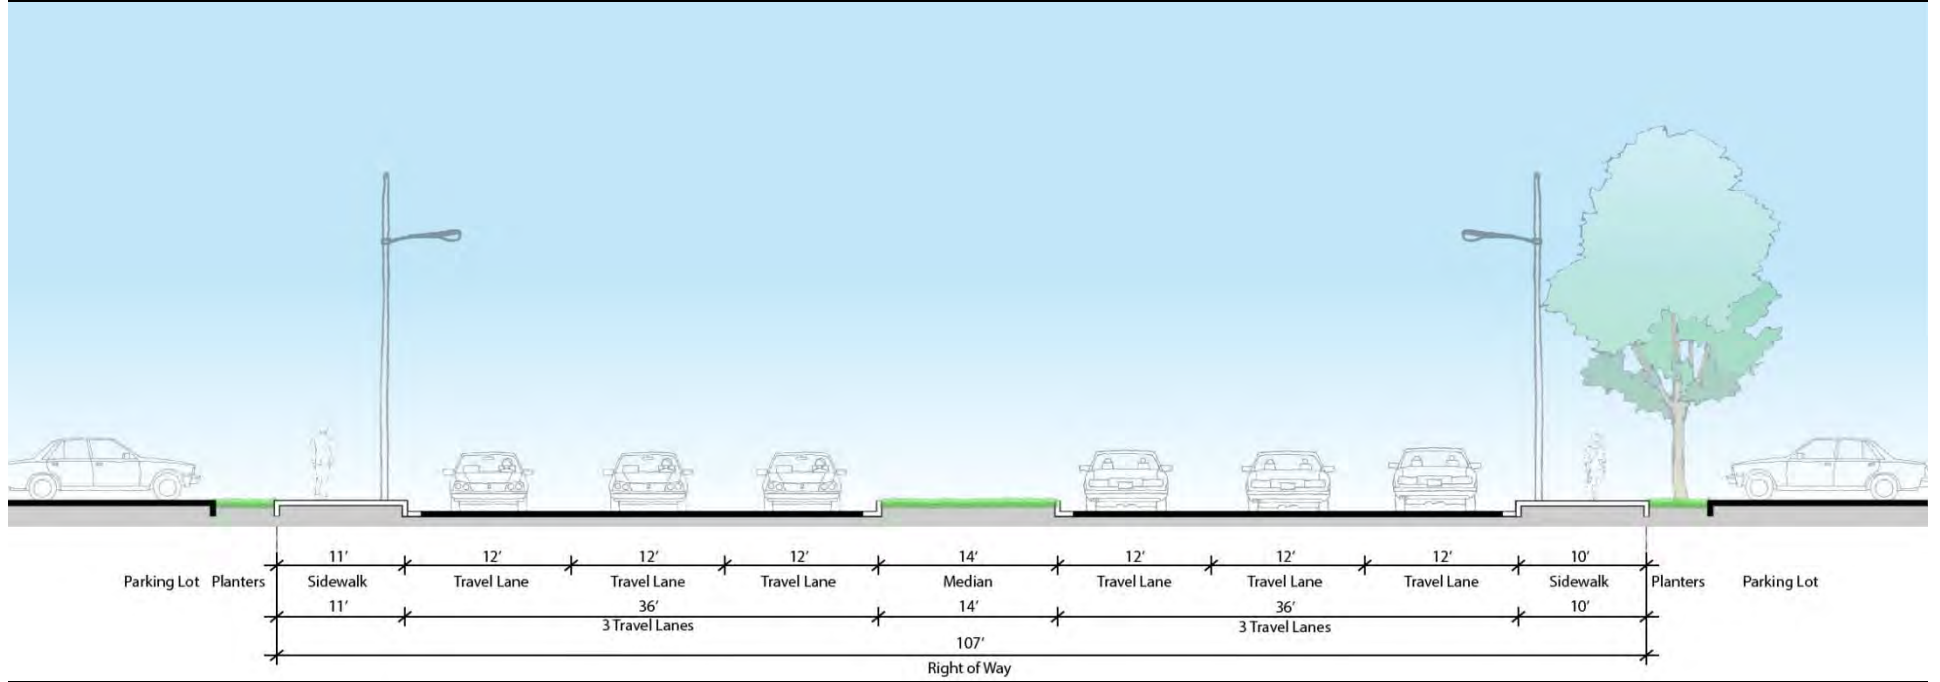 11' 12' 12' 12' 14' 12' 12' 12' 10'
Parking Lot Planters Sidewalk Travel Lane Travel Lane Travel Lane Median Travel Lane Travel Lane Travel Lane Sidewalk Planters Parking Lot
11' 36' 14' 36' 10'
3 Travel Lanes 3 Travel Lanes
107'
Right of Way